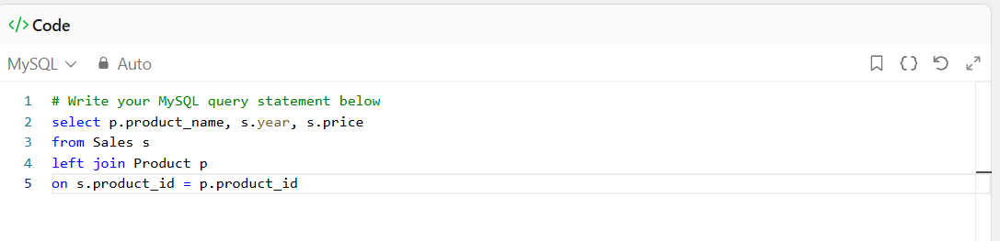 </> Code
MySQL Auto
1 # Write your MySQL query statement below
2 select p.product_name, s.year, s.price
3 from Sales s
4 left join Product p
5 on s.product_id = p.product_id